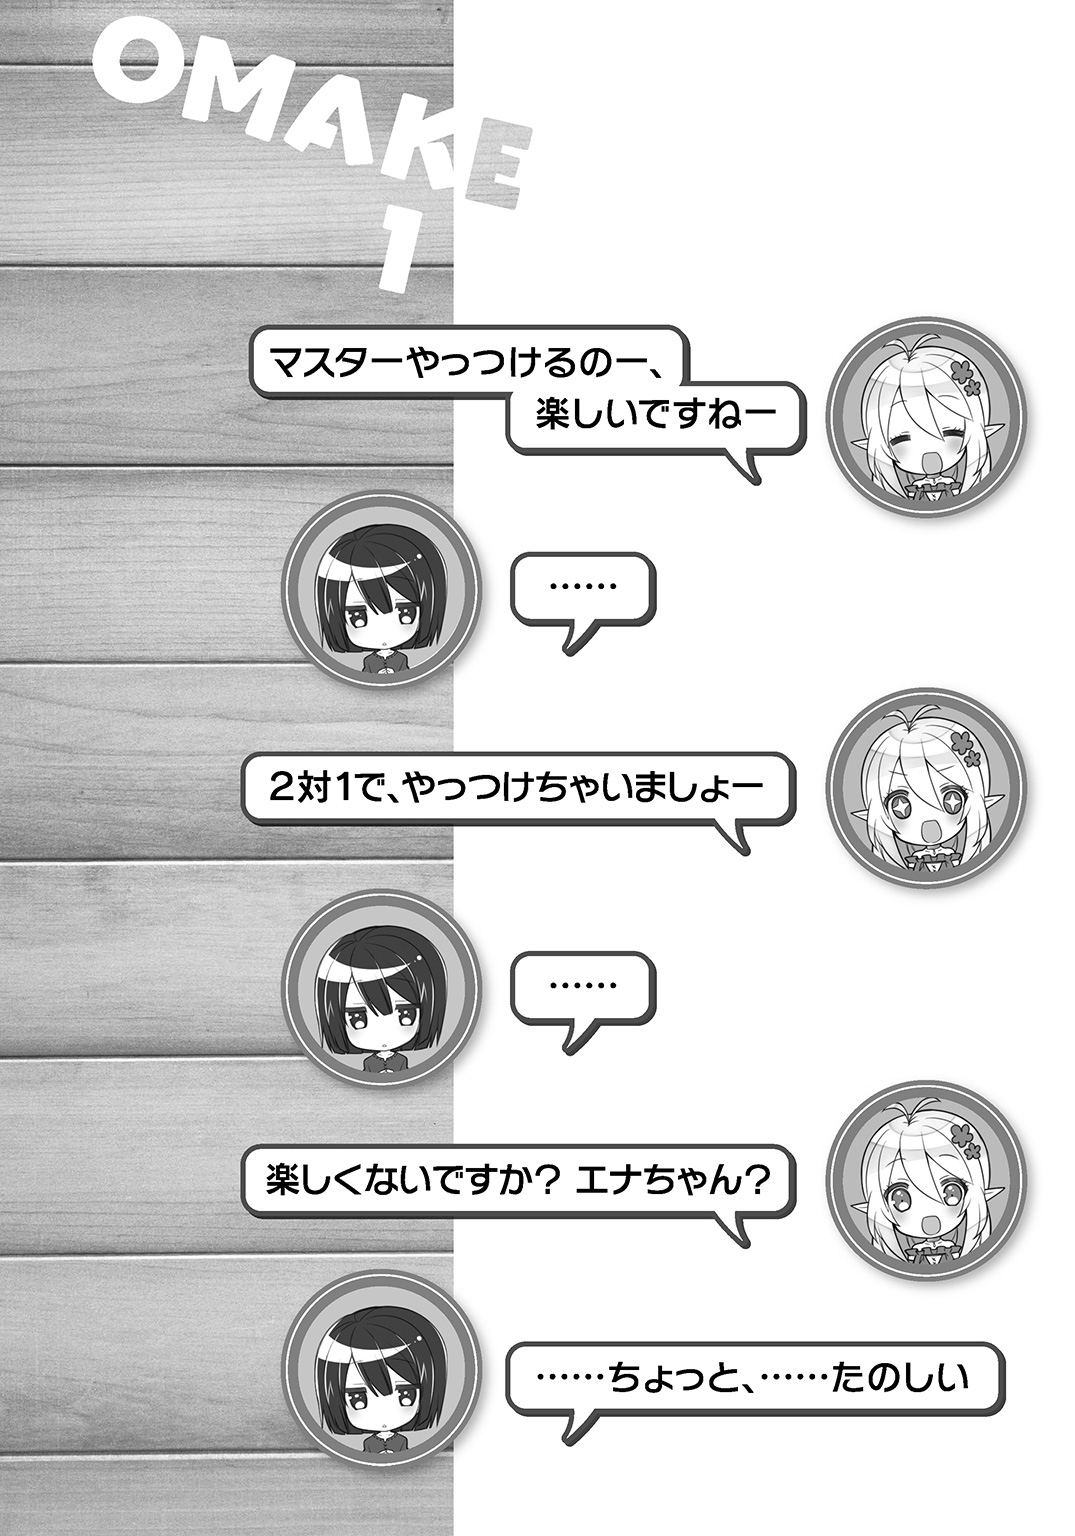 OMAKE
1
マスターやっつけるのー、
楽しいですねー
……
2対1で、やっつけちゃいましょー
……
楽しくないですか? エナちゃん?
……ちょっと、……たのしい